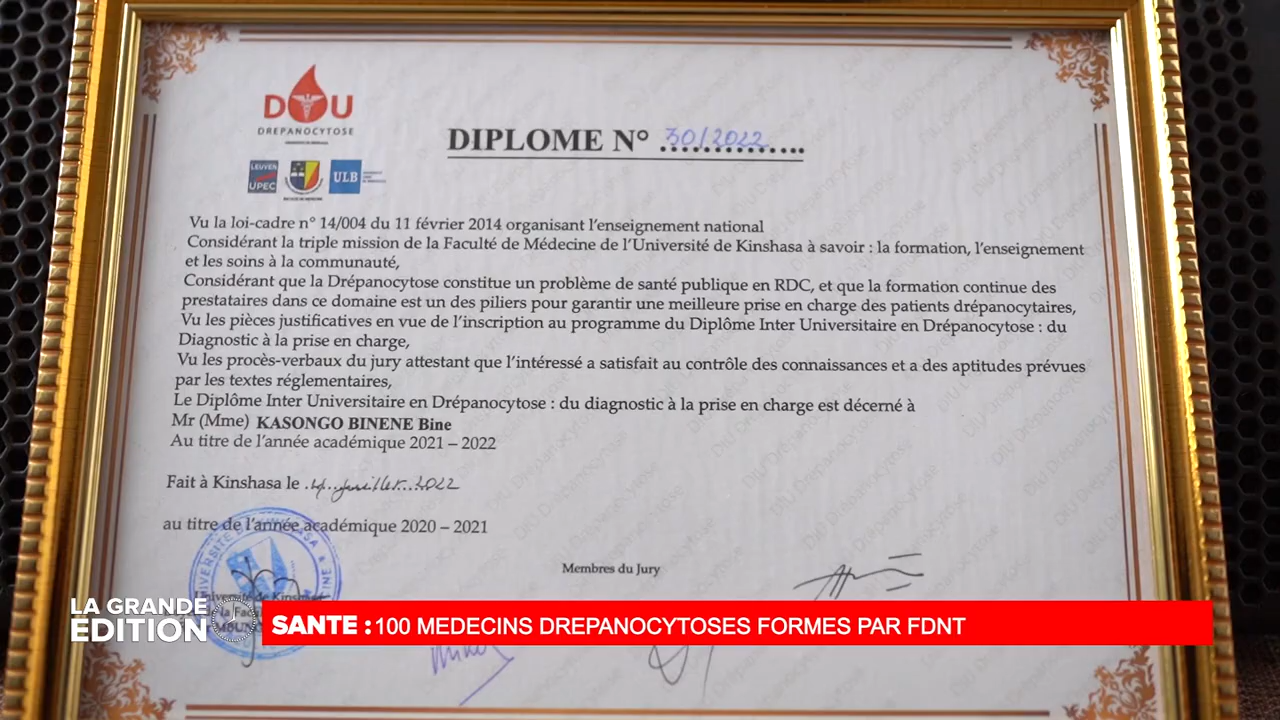 DU
DREPANOCYTOSE
DIPLOME N° 30/2022
LEUVEN
UPEC
ULB
Vu la loi-cadre n° 14/004 du 11 février 2014 organisant l'enseignement national
Considérant la triple mission de la Faculté de Médecine de l'Université de Kinshasa à savoir : la formation, l'enseignement
et les soins à la communauté,
Considérant que la Drépanocytose constitue un problème de santé publique en RDC, et que la formation continue des
prestataires dans ce domaine est un des piliers pour garantir une meilleure prise en charge des patients drépanocytaires,
Vu les pièces justificatives en vue de l'inscription au programme du Diplôme Inter Universitaire en Drépanocytose : du
Diagnostic à la prise en charge,
Vu les procès-verbaux du jury attestant que l'intéressé a satisfait au contrôle des connaissances et a des aptitudes prévues
par les textes réglementaires,
Le Diplôme Inter Universitaire en Drépanocytose : du diagnostic à la prise en charge est décerné à
Mr (Mme) KASONGO BINENE Bine
Au titre de l'année académique 2021 – 2022
Fait à Kinshasa le juillet 2022
au titre de l'année académique 2020 – 2021
Membres du Jury
LA GRANDE
EDITION
SANTE : 100 MEDECINS DREPANOCYTOSES FORMES PAR FDNT